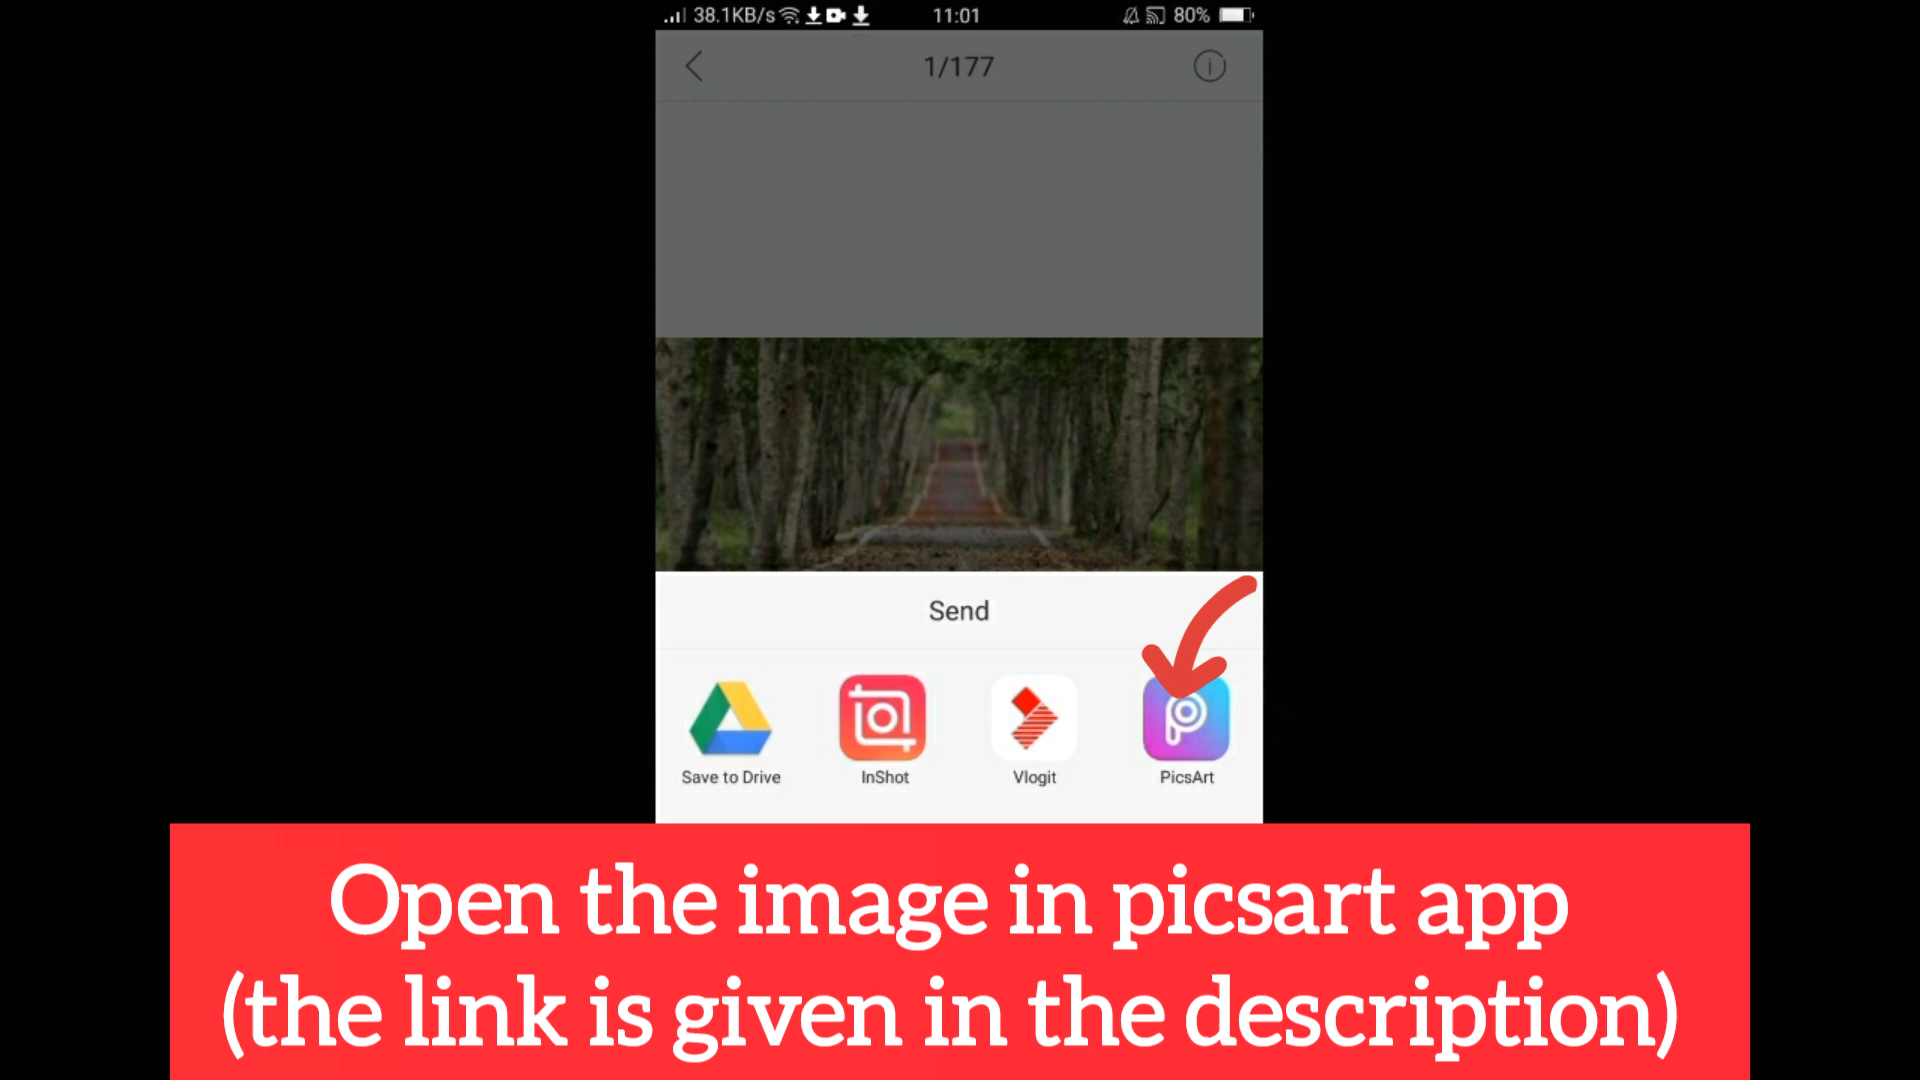 38.1KB/s 11:01 80%
1/177
Send
Save to Drive InShot Vlogit PicsArt
Open the image in picsart app
(the link is given in the description)